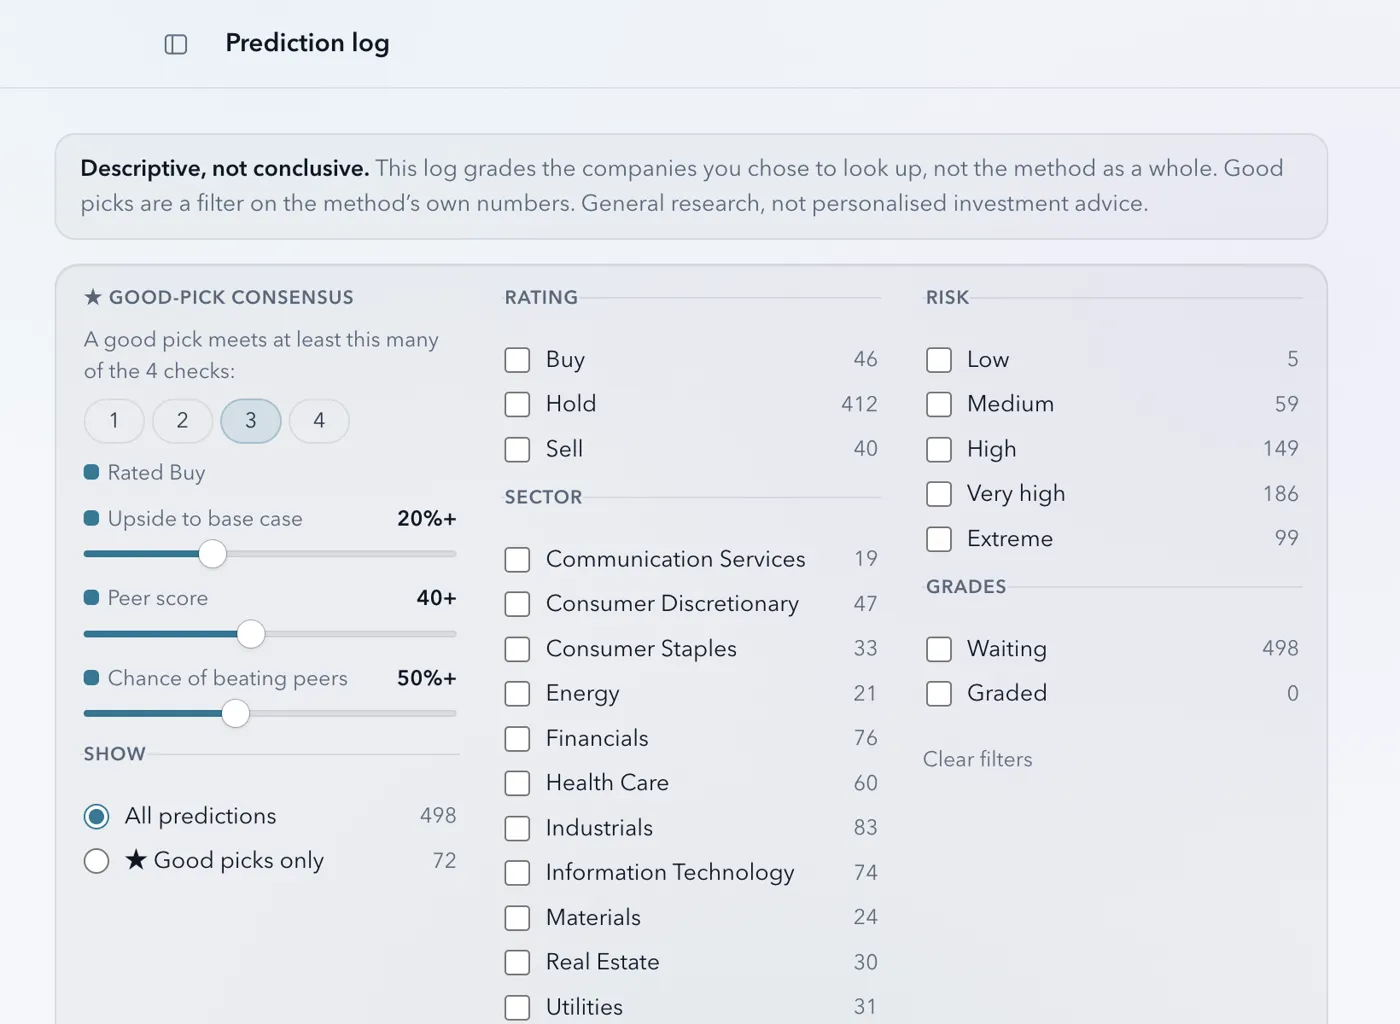 Prediction log
Descriptive, not conclusive. This log grades the companies you chose to look up, not the method as a whole. Good
picks are a filter on the method’s own numbers. General research, not personalised investment advice.
★ GOOD-PICK CONSENSUS
A good pick meets at least this many
of the 4 checks:
1 2 3 4
Rated Buy
Upside to base case 20%+
Peer score 40+
Chance of beating peers 50%+
SHOW
All predictions 498
★ Good picks only 72
RATING
Buy 46
Hold 412
Sell 40
SECTOR
Communication Services 19
Consumer Discretionary 47
Consumer Staples 33
Energy 21
Financials 76
Health Care 60
Industrials 83
Information Technology 74
Materials 24
Real Estate 30
Utilities 31
RISK
Low 5
Medium 59
High 149
Very high 186
Extreme 99
GRADES
Waiting 498
Graded 0
Clear filters